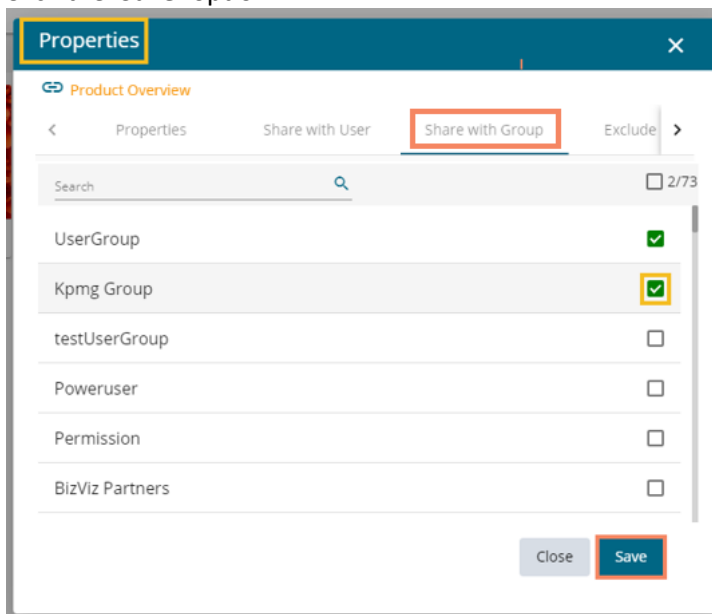 Properties
Product Overview
Properties Share with User Share with Group Exclude
Search 2/73
UserGroup
Kpmg Group
testUserGroup
Poweruser
Permission
BizViz Partners
Close Save